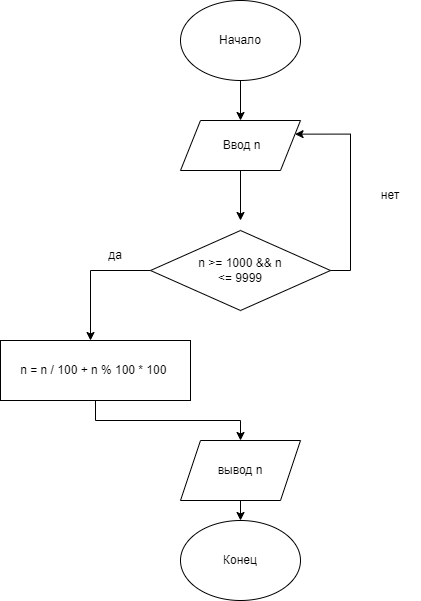 Начало
Ввод n
нет
n >= 1000 && n
<= 9999
да
n = n / 100 + n % 100 * 100
вывод n
Конец